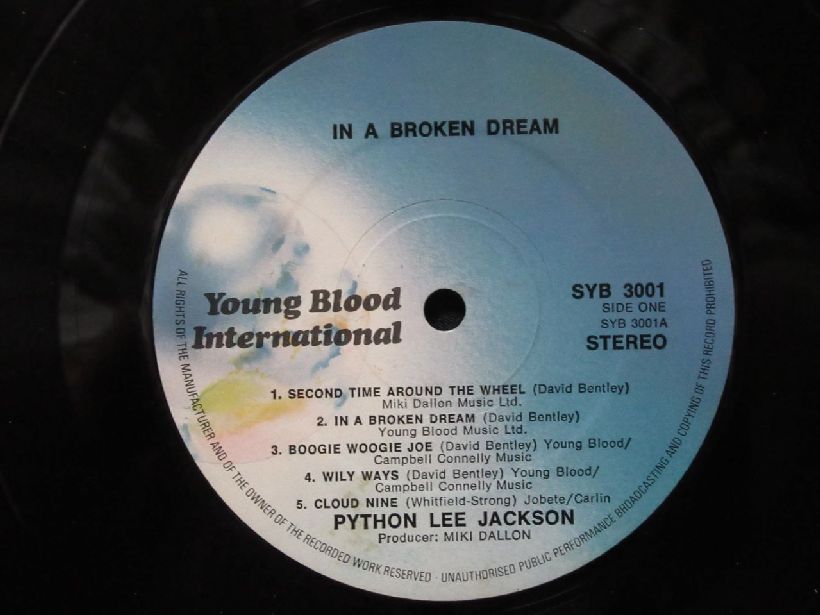 IN A BROKEN DREAM
Young Blood
International
SYB 3001
SIDE ONE
SYB 3001A
STEREO
1. SECOND TIME AROUND THE WHEEL (David Bentley)
Miki Dallon Music Ltd.
2. IN A BROKEN DREAM (David Bentley)
Young Blood Music Ltd.
3. BOOGIE WOOGIE JOE (David Bentley) Young Blood/
Campbell Connelly Music
4. WILY WAYS (David Bentley) Young Blood/
Campbell Connelly Music
5. CLOUD NINE (Whitfield-Strong) Jobete/Carlin
PYTHON LEE JACKSON
Producer: MIKI DALLON
ALL RIGHTS OF THE MANUFACTURER AND OF THE OWNER OF THE RECORDED WORK RESERVED - UNAUTHORISED PUBLIC PERFORMANCE BROADCASTING AND COPYING OF THIS RECORD PROHIBITED